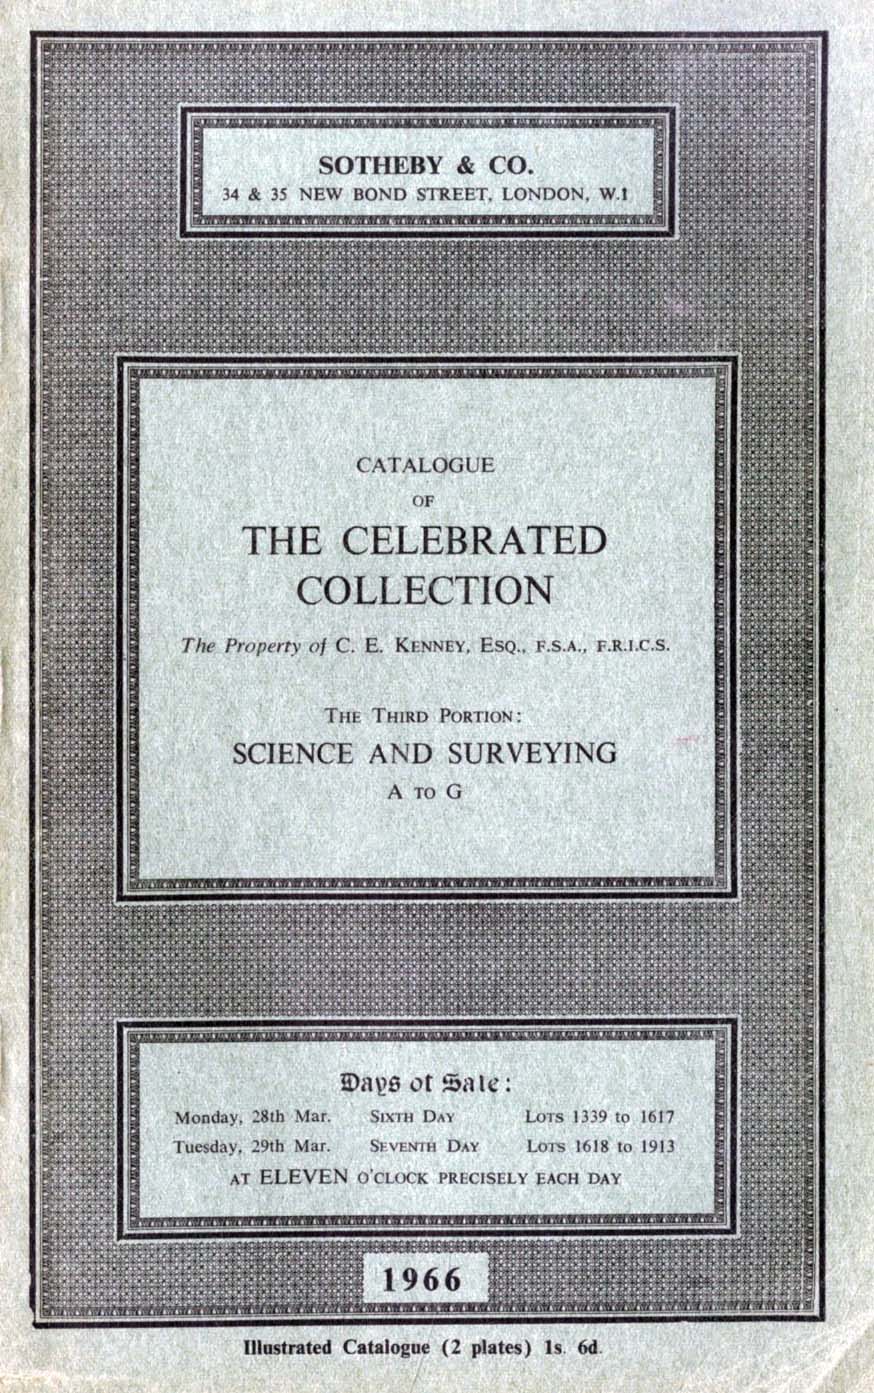 SOTHEBY & CO.
34 & 35 NEW BOND STREET, LONDON, W.1
CATALOGUE
OF
THE CELEBRATED
COLLECTION
The Property of C. E. KENNEY, ESQ., F.S.A., F.R.I.C.S.
THE THIRD PORTION:
SCIENCE AND SURVEYING
A TO G
Days of Sale:
Monday, 28th Mar. SIXTH DAY LOTS 1339 to 1617
Tuesday, 29th Mar. SEVENTH DAY LOTS 1618 to 1913
AT ELEVEN O'CLOCK PRECISELY EACH DAY
1966
Illustrated Catalogue (2 plates) 1s. 6d.